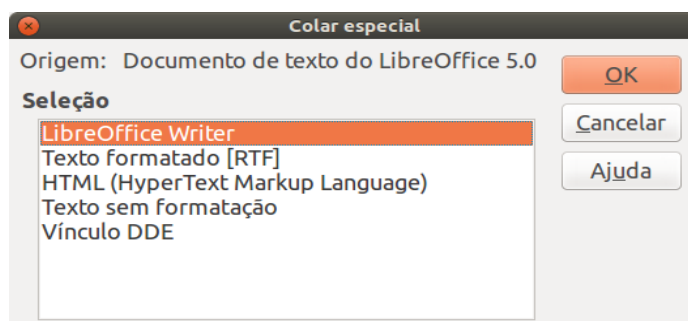 Colar especial
Origem: Documento de texto do LibreOffice 5.0
OK
Seleção
Cancelar
LibreOffice Writer
Texto formatado [RTF]
Ajuda
HTML (HyperText Markup Language)
Texto sem formatação
Vínculo DDE